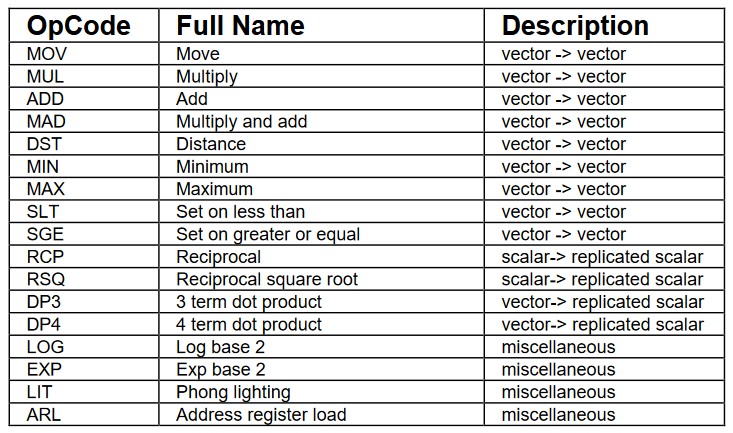 OpCode Full Name Description
MOV Move vector -> vector
MUL Multiply vector -> vector
ADD Add vector -> vector
MAD Multiply and add vector -> vector
DST Distance vector -> vector
MIN Minimum vector -> vector
MAX Maximum vector -> vector
SLT Set on less than vector -> vector
SGE Set on greater or equal vector -> vector
RCP Reciprocal scalar-> replicated scalar
RSQ Reciprocal square root scalar-> replicated scalar
DP3 3 term dot product vector-> replicated scalar
DP4 4 term dot product vector-> replicated scalar
LOG Log base 2 miscellaneous
EXP Exp base 2 miscellaneous
LIT Phong lighting miscellaneous
ARL Address register load miscellaneous